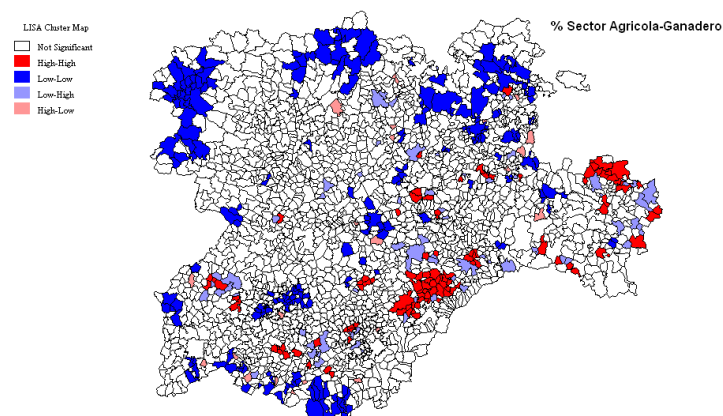 % Sector Agricola-Ganadero
LISA Cluster Map
Not Significant
High-High
Low-Low
Low-High
High-Low